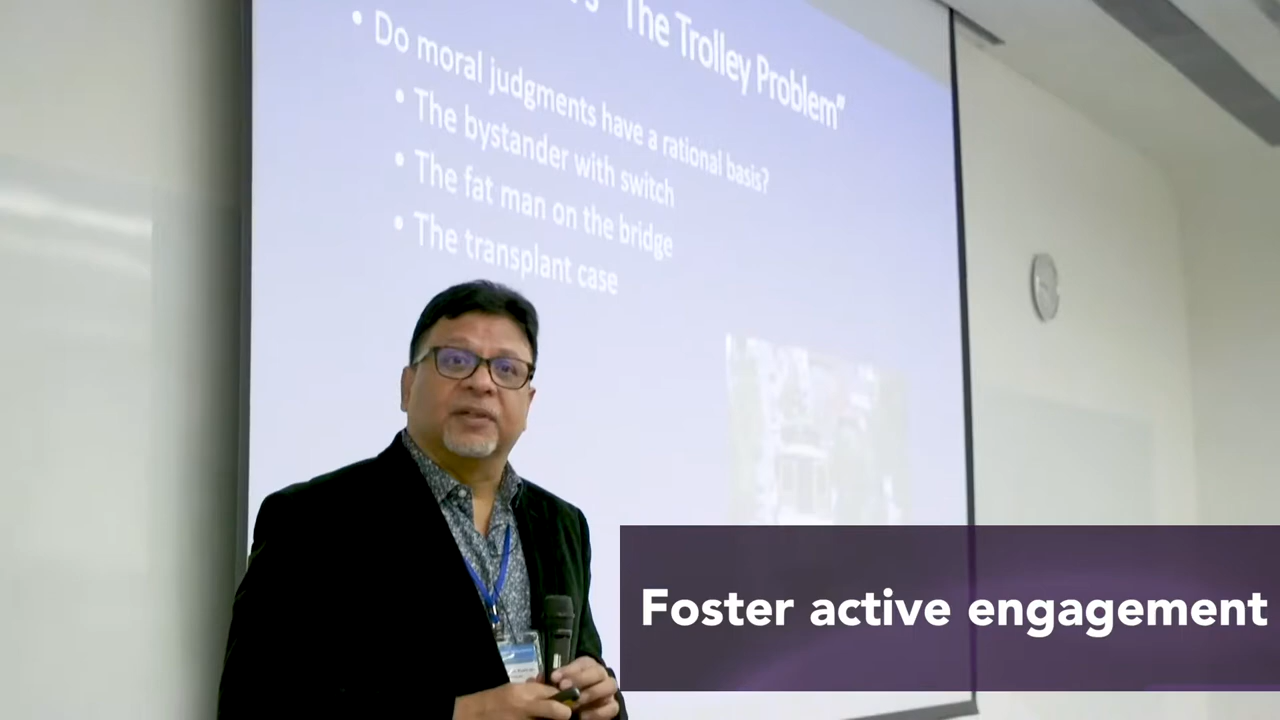 "The Trolley Problem"
• Do moral judgments have a rational basis?
• The bystander with switch
• The fat man on the bridge
• The transplant case
Foster active engagement